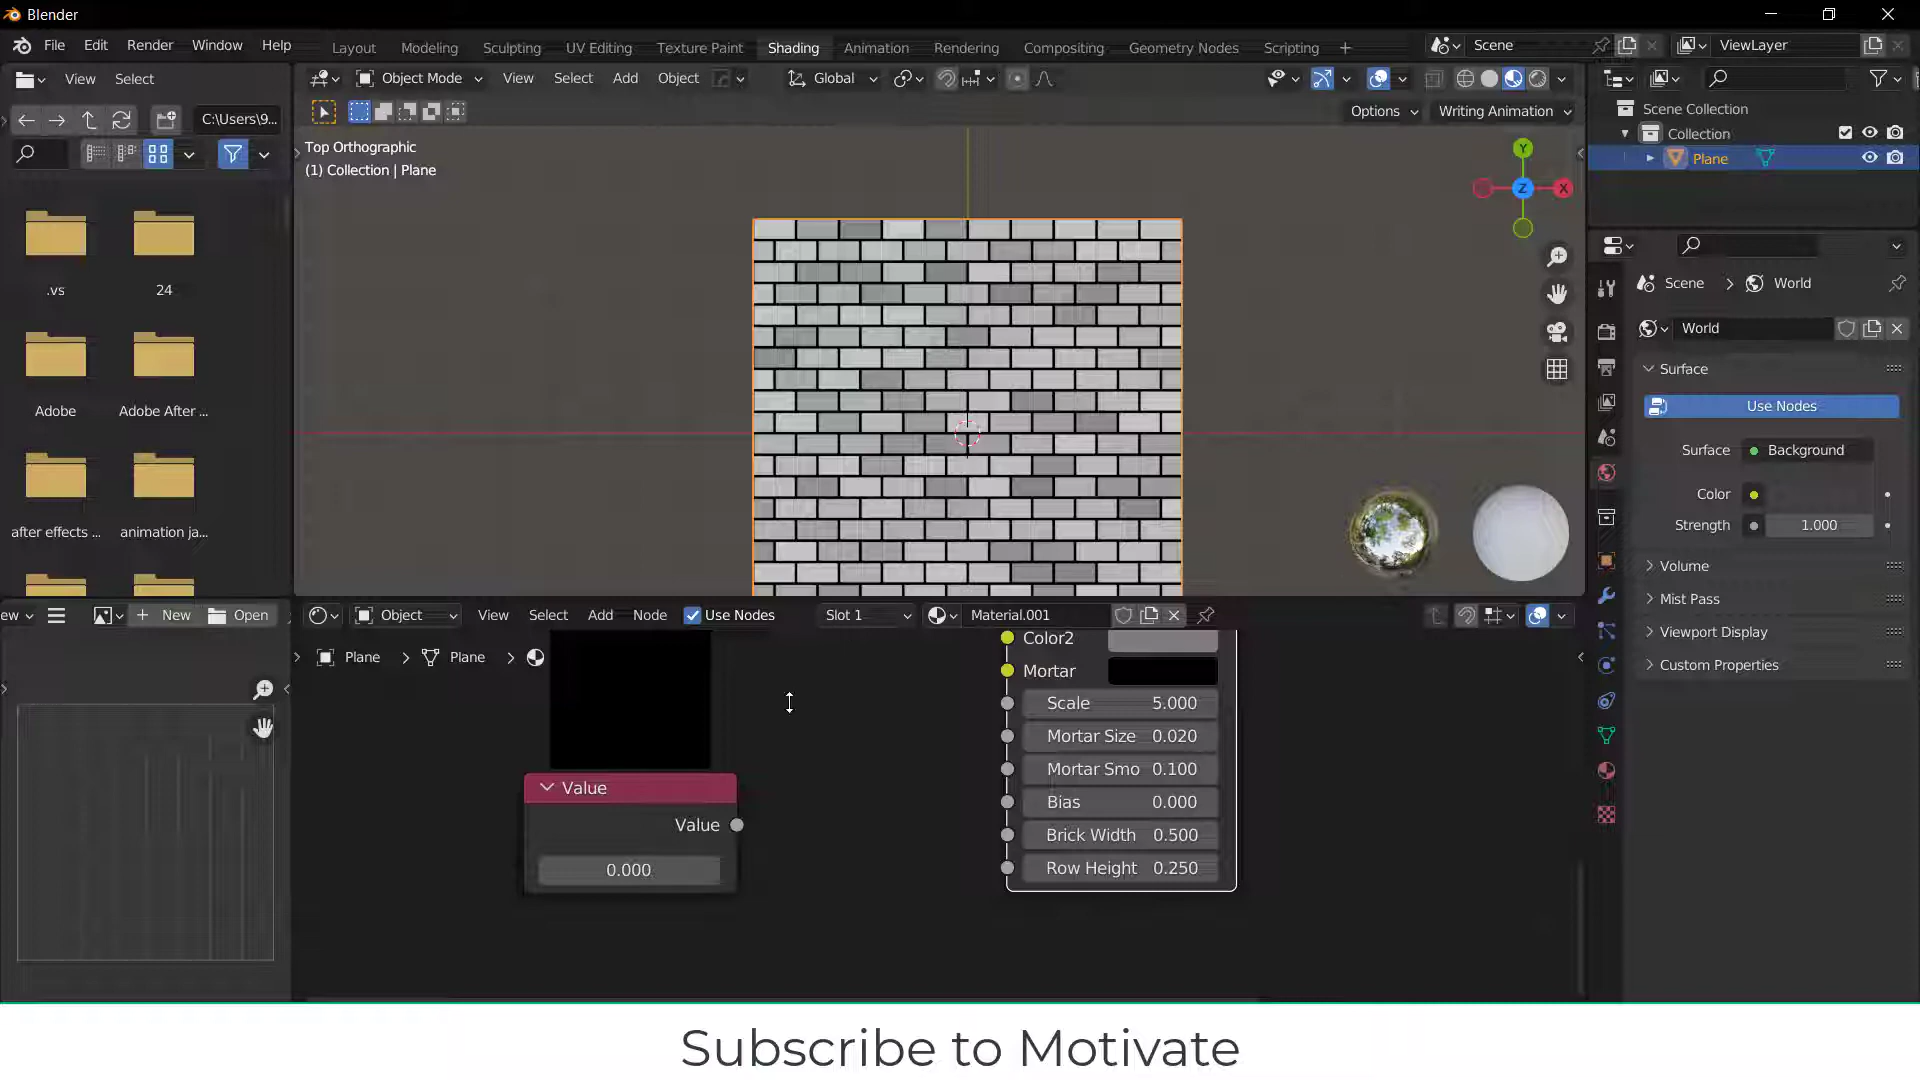 Blender
File Edit Render Window Help
Layout Modeling Sculpting UV Editing Texture Paint Shading Animation Rendering Compositing Geometry Nodes Scripting +
Scene
ViewLayer
View Select
Object Mode View Select Add Object
Global
C:\Users\9...
Options Writing Animation
Scene Collection
Collection
Plane
Top Orthographic
(1) Collection | Plane
Y
Z
X
.vs
24
Adobe
Adobe After ...
after effects ...
animation ja...
Scene > World
World
Surface
Use Nodes
Surface Background
Color
Strength 1.000
Volume
Mist Pass
Viewport Display
Custom Properties
ew New Open
Object View Select Add Node Use Nodes
Slot 1
Material.001
Plane > Plane >
Value
Value
0.000
Color2
Mortar
Scale 5.000
Mortar Size 0.020
Mortar Smo 0.100
Bias 0.000
Brick Width 0.500
Row Height 0.250
Subscribe to Motivate